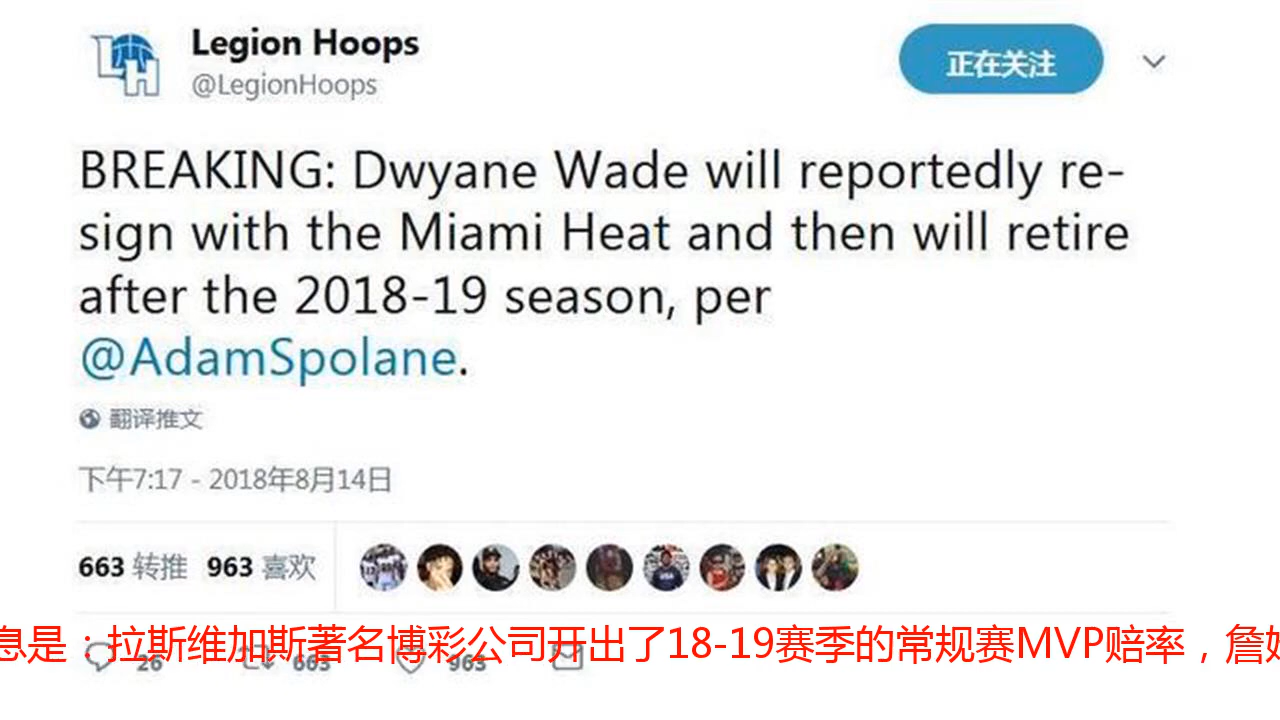 Legion Hoops
@LegionHoops
正在关注
BREAKING: Dwyane Wade will reportedly re-
sign with the Miami Heat and then will retire
after the 2018-19 season, per
@AdamSpolane.
翻译推文
下午7:17 - 2018年8月14日
663 转推 963 喜欢
息是：拉斯维加斯著名博彩公司开出了18-19赛季的常规赛MVP赔率，詹
26 663 963